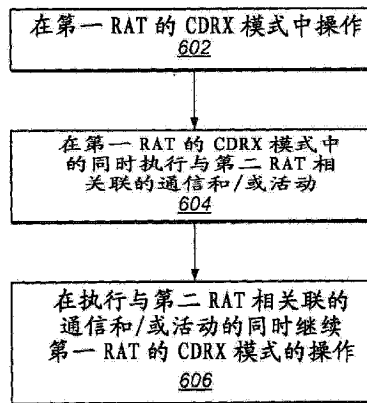 在第一 RAT 的 CDRX 模式中操作
602
在第一 RAT 的 CDRX 模式中
的同时执行与第二 RAT 相
关联的通信和/或活动
604
在执行与第二 RAT 相关联的
通信和/或活动的同时继续
第一 RAT 的 CDRX 模式的操作
606